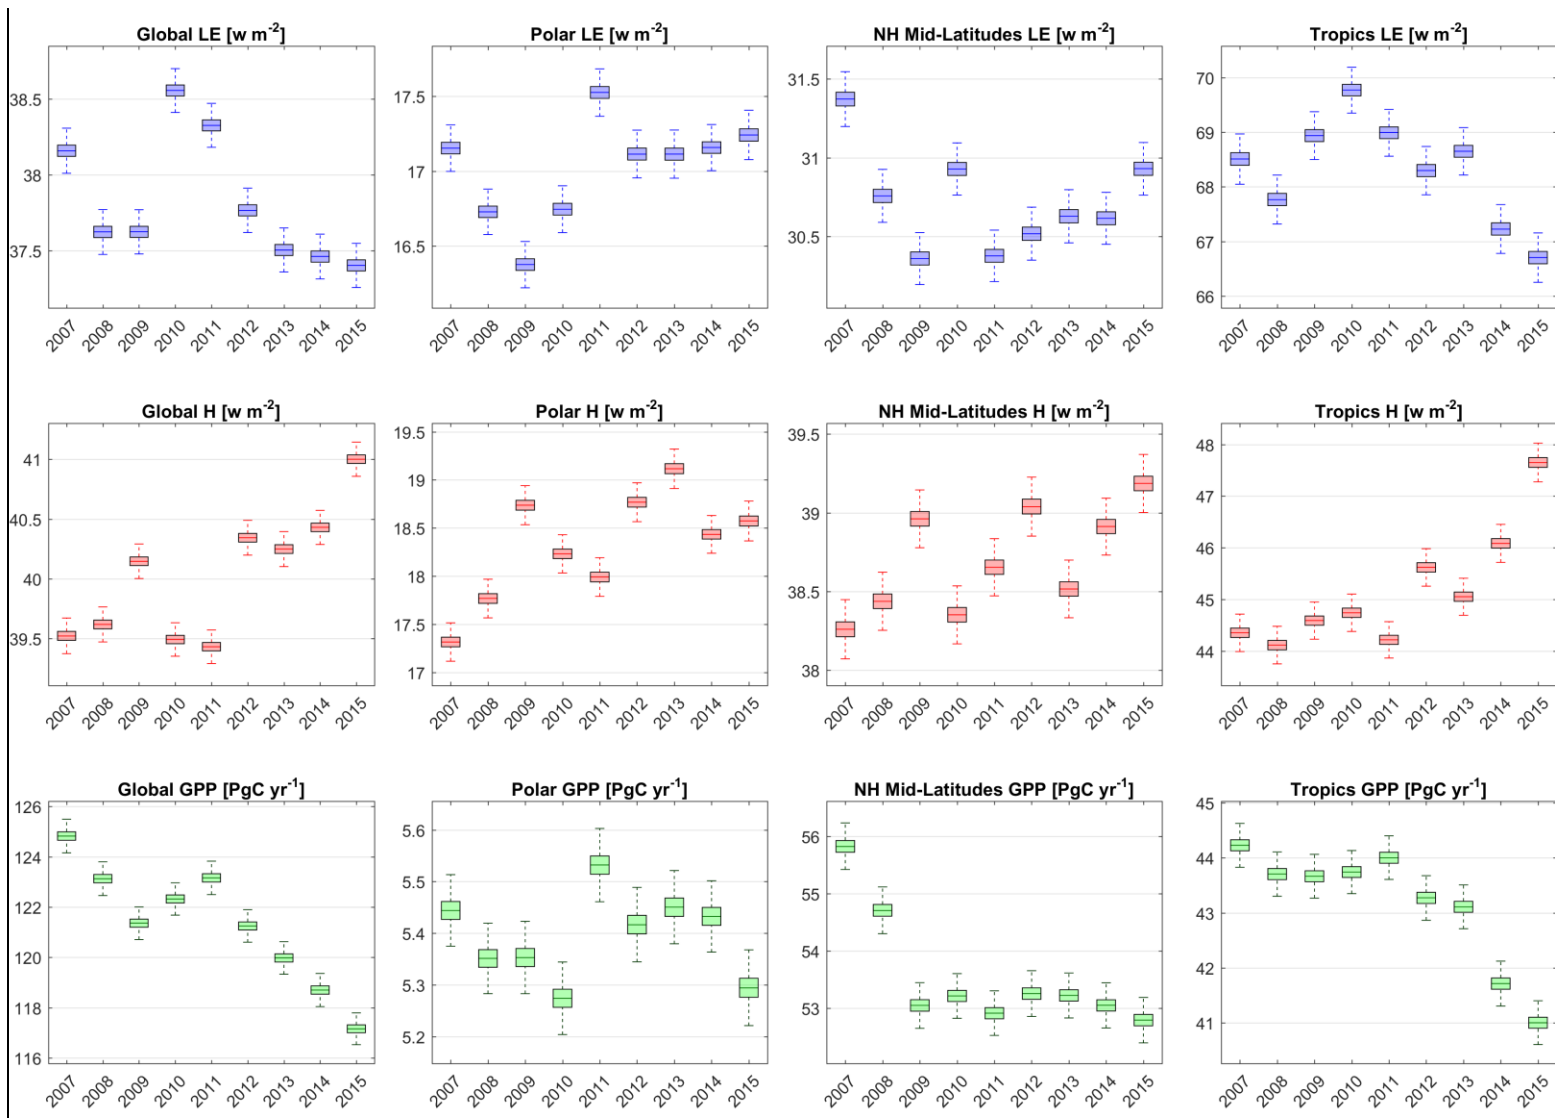 Global LE [w m⁻²]
38.5
38
37.5
2007 2008 2009 2010 2011 2012 2013 2014 2015
Polar LE [w m⁻²]
17.5
17
16.5
2007 2008 2009 2010 2011 2012 2013 2014 2015
NH Mid-Latitudes LE [w m⁻²]
31.5
31
30.5
2007 2008 2009 2010 2011 2012 2013 2014 2015
Tropics LE [w m⁻²]
70
69
68
67
66
2007 2008 2009 2010 2011 2012 2013 2014 2015
Global H [w m⁻²]
41
40.5
40
39.5
2007 2008 2009 2010 2011 2012 2013 2014 2015
Polar H [w m⁻²]
19.5
19
18.5
18
17.5
17
2007 2008 2009 2010 2011 2012 2013 2014 2015
NH Mid-Latitudes H [w m⁻²]
39.5
39
38.5
38
2007 2008 2009 2010 2011 2012 2013 2014 2015
Tropics H [w m⁻²]
48
47
46
45
44
2007 2008 2009 2010 2011 2012 2013 2014 2015
Global GPP [PgC yr⁻¹]
126
124
122
120
118
116
2007 2008 2009 2010 2011 2012 2013 2014 2015
Polar GPP [PgC yr⁻¹]
5.6
5.5
5.4
5.3
5.2
2007 2008 2009 2010 2011 2012 2013 2014 2015
NH Mid-Latitudes GPP [PgC yr⁻¹]
56
55
54
53
2007 2008 2009 2010 2011 2012 2013 2014 2015
Tropics GPP [PgC yr⁻¹]
45
44
43
42
41
2007 2008 2009 2010 2011 2012 2013 2014 2015